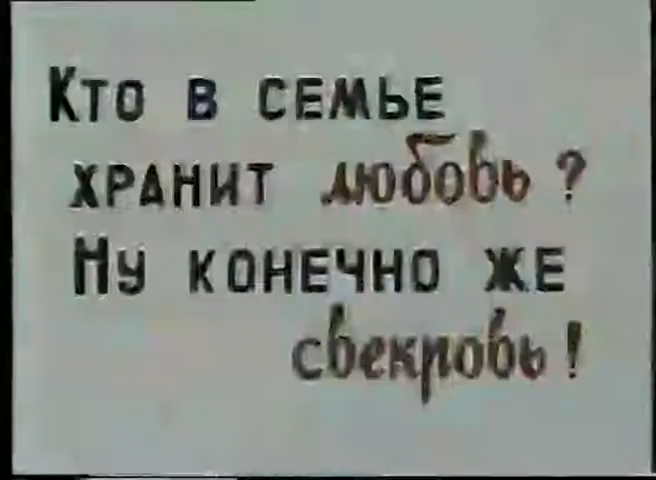 Кто в семье
хранит любовь?
Ну конечно же
свекровь!